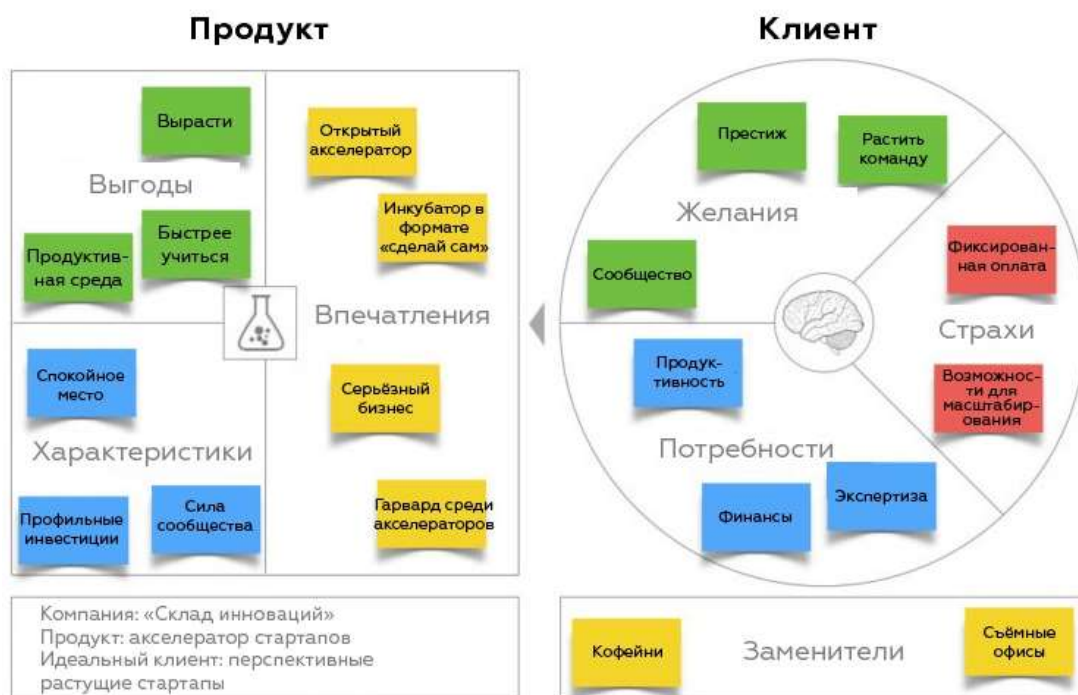 Продукт
Вырасти
Выгоды
Продуктив-
ная среда
Быстрее
учиться
Открытый
акселератор
Инкубатор в
формате
«сделай сам»
Впечатления
Серьёзный
бизнес
Гарвард среди
акселераторов
Спокойное
место
Характеристики
Профильные
инвестиции
Сила
сообщества
Компания: «Склад инноваций»
Продукт: акселератор стартапов
Идеальный клиент: перспективные
растущие стартапы
Клиент
Престиж
Растить
команду
Желания
Сообщество
Фиксирован-
ная оплата
Страхи
Возможнос-
ти для
масштабир-
ования
Продук-
тивность
Потребности
Финансы
Экспертиза
Кофейни
Заменители
Съёмные
офисы